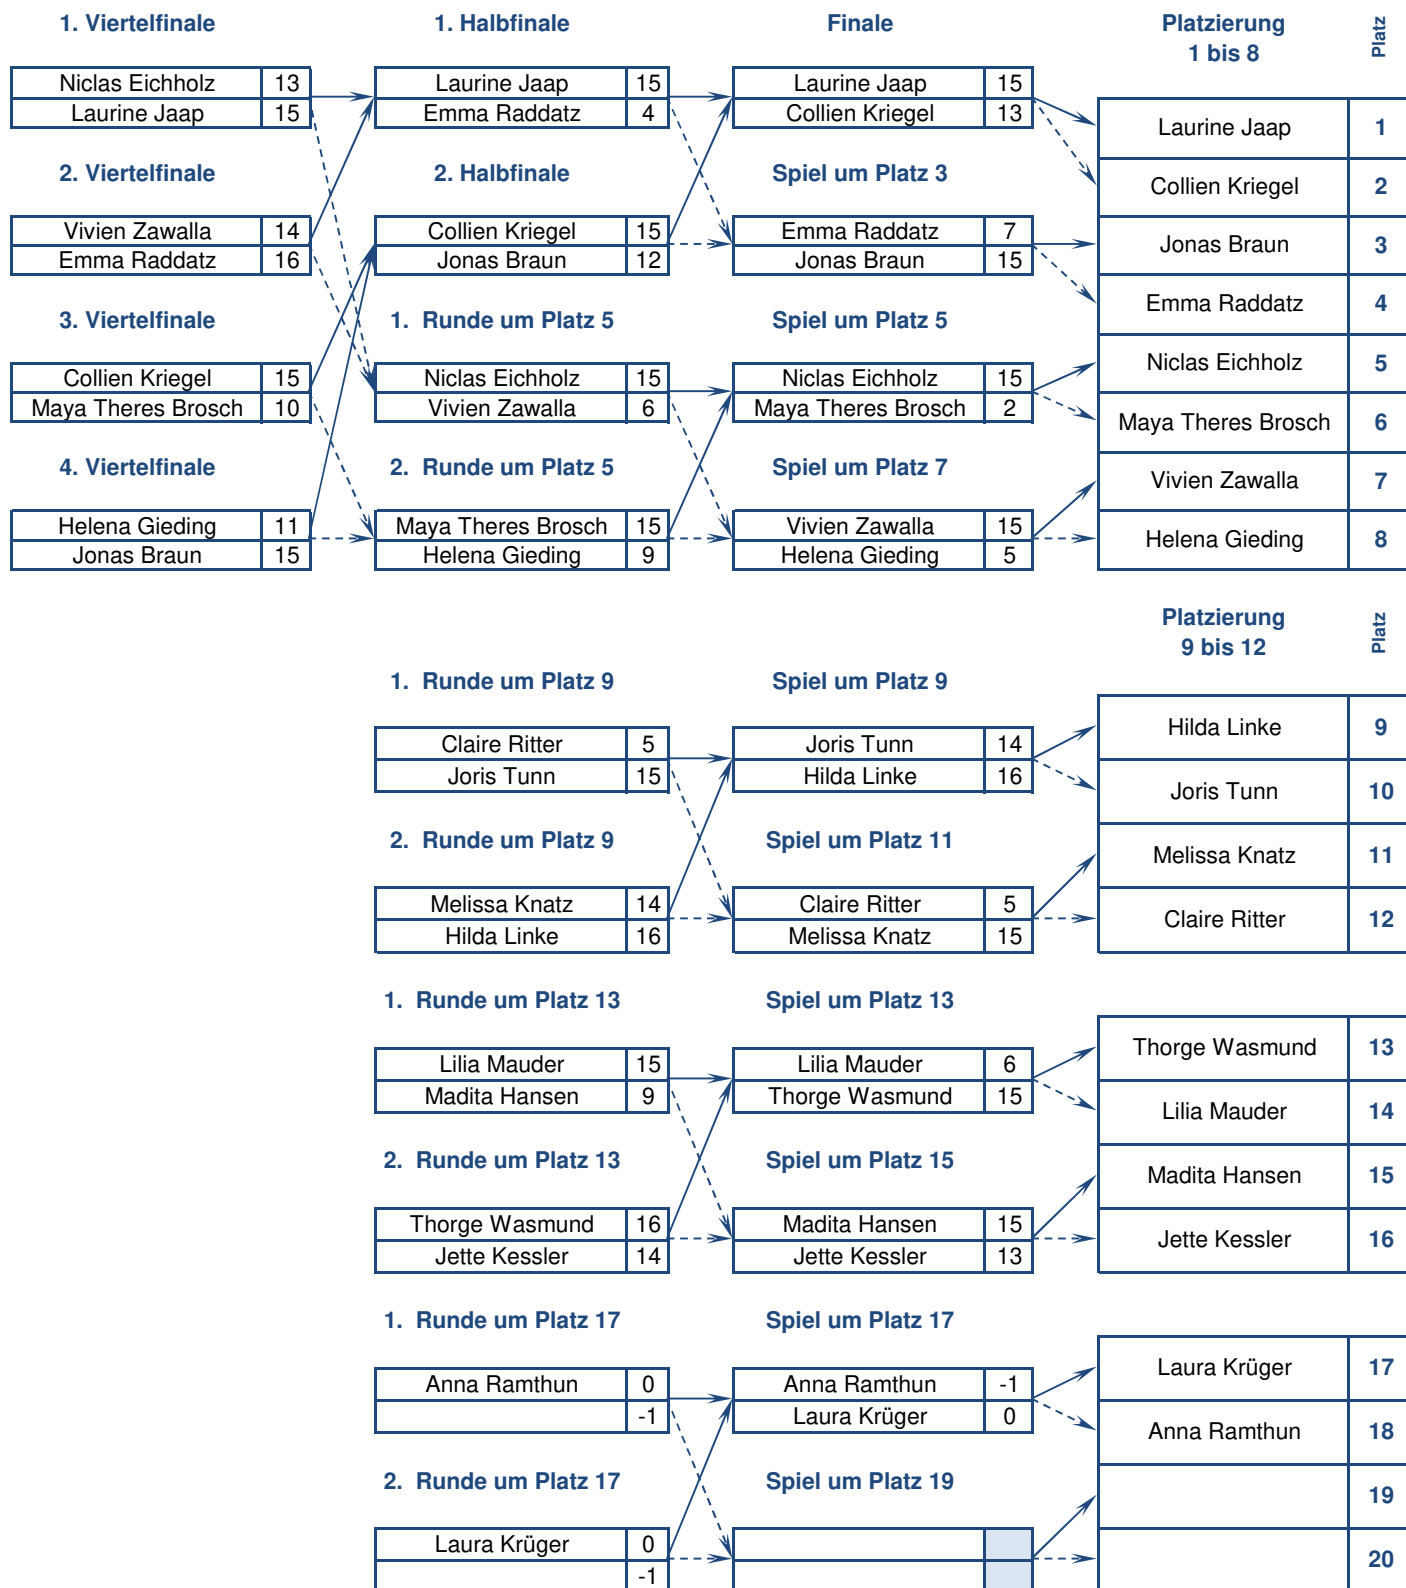 1. Viertelfinale 1. Halbfinale Finale Platzierung 1 bis 8 Platz
Niclas Eichholz 13 Laurine Jaap 15 Laurine Jaap 15
Laurine Jaap 15 Emma Raddatz 4 Collien Kriegel 13
Laurine Jaap 1
2. Viertelfinale 2. Halbfinale Spiel um Platz 3
Collien Kriegel 2
Vivien Zawalla 14 Collien Kriegel 15 Emma Raddatz 7
Jonas Braun 3
Emma Raddatz 16 Jonas Braun 12 Jonas Braun 15
Emma Raddatz 4
3. Viertelfinale 1. Runde um Platz 5 Spiel um Platz 5
Niclas Eichholz 5
Collien Kriegel 15 Niclas Eichholz 15 Niclas Eichholz 15
Maya Theres Brosch 10 Vivien Zawalla 6 Maya Theres Brosch 2
Maya Theres Brosch 6
4. Viertelfinale 2. Runde um Platz 5 Spiel um Platz 7
Vivien Zawalla 7
Helena Gieding 11 Maya Theres Brosch 15 Vivien Zawalla 15
Helena Gieding 8
Jonas Braun 15 Helena Gieding 9 Helena Gieding 5
Platzierung 9 bis 12 Platz
1. Runde um Platz 9 Spiel um Platz 9
Hilda Linke 9
Claire Ritter 5 Joris Tunn 14
Joris Tunn 15 Hilda Linke 16
Joris Tunn 10
2. Runde um Platz 9 Spiel um Platz 11
Melissa Knatz 11
Melissa Knatz 14 Claire Ritter 5
Claire Ritter 12
Hilda Linke 16 Melissa Knatz 15
1. Runde um Platz 13 Spiel um Platz 13
Thorge Wasmund 13
Lilia Mauder 15 Lilia Mauder 6
Madita Hansen 9 Thorge Wasmund 15
Lilia Mauder 14
2. Runde um Platz 13 Spiel um Platz 15
Madita Hansen 15
Thorge Wasmund 16 Madita Hansen 15
Jette Kessler 16
Jette Kessler 14 Jette Kessler 13
1. Runde um Platz 17 Spiel um Platz 17
Laura Krüger 17
Anna Ramthun 0 Anna Ramthun -1
-1 Laura Krüger 0
Anna Ramthun 18
2. Runde um Platz 17 Spiel um Platz 19
19
Laura Krüger 0
20
-1